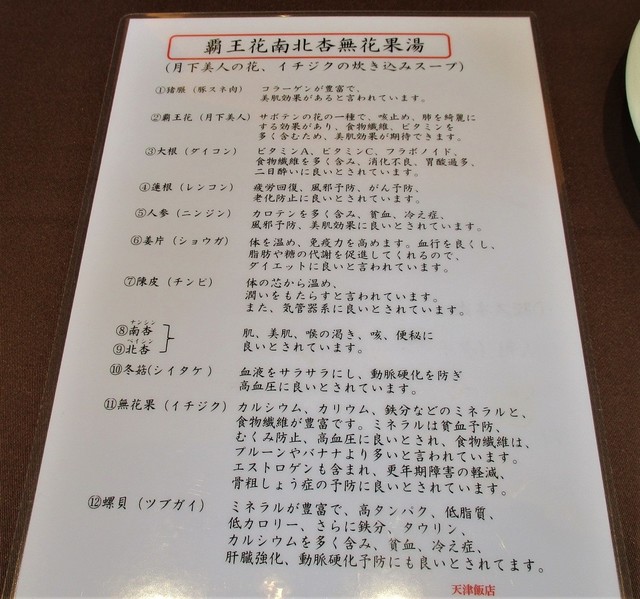 覇王花南北杏無花果湯
(月下美人の花、イチジクの炊き込みスープ)
①猪脹(豚スネ肉) コラーゲンが豊富で、
美肌効果があると言われています。
②覇王花(月下美人) サボテンの花の一種で、咳止め、肺を綺麗に
する効果があり、食物繊維、ビタミンを
多く含むため、美肌効果が期待できます。
③大根(ダイコン) ビタミンA、ビタミンC、フラボノイド、
食物繊維を多く含み、消化不良、胃酸過多、
二日酔いに良いとされています。
④蓮根(レンコン) 疲労回復、風邪予防、がん予防、
老化防止に良いとされています。
⑤人参(ニンジン) カロテンを多く含み、貧血、冷え症、
風邪予防、美肌効果に良いとされています。
⑥姜片(ショウガ) 体を温め、免疫力を高めます。血行を良くし、
脂肪や糖の代謝を促進してくれるので、
ダイエットに良いと言われています。
⑦陳皮(チンピ) 体の芯から温め、
潤いをもたらすと言われています。
また、気管器系に良いとされています。
ナンシン
⑧南杏
ペイシン
⑨北杏
肌、美肌、喉の渇き、咳、便秘に
良いとされています。
⑩冬菇(シイタケ) 血液をサラサラにし、動脈硬化を防ぎ
高血圧に良いとされています。
⑪無花果(イチジク) カルシウム、カリウム、鉄分などのミネラルと、
食物繊維が豊富です。ミネラルは貧血予防、
むくみ防止、高血圧に良いとされ、食物繊維は、
プルーンやバナナより多いと言われています。
エストロゲンも含まれ、更年期障害の軽減、
骨粗しょう症の予防に良いとされています。
⑫螺貝(ツブガイ) ミネラルが豊富で、高タンパク、低脂質、
低カロリー、さらに鉄分、タウリン、
カルシウムを多く含み、貧血、冷え症、
肝臓強化、動脈硬化予防にも良いとされてます。
天津飯店